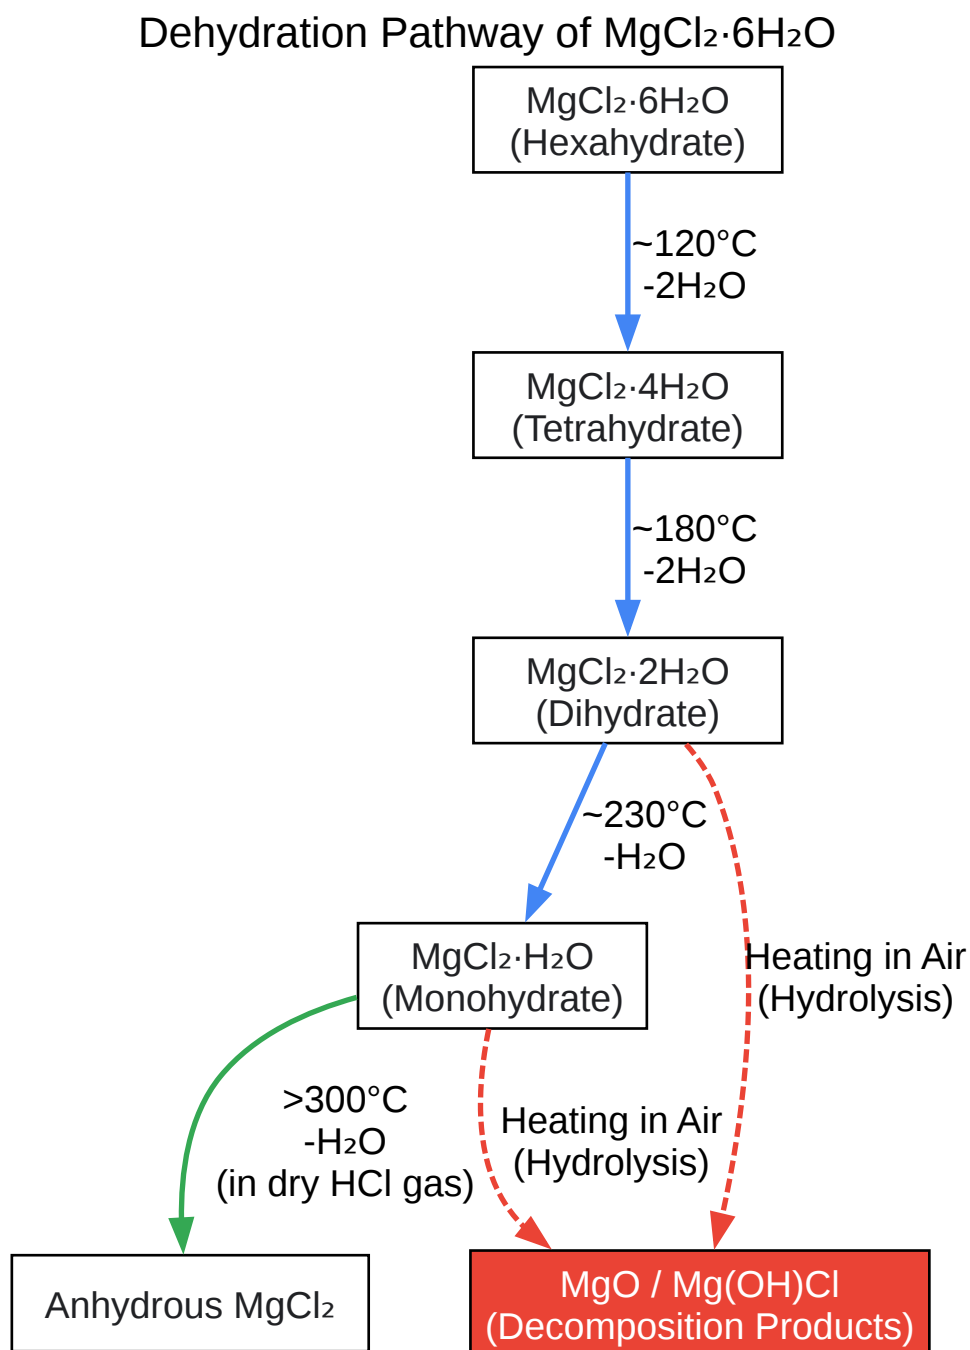 Dehydration Pathway of MgCl₂·6H₂O
MgCl₂·6H₂O
(Hexahydrate)
~120°C
-2H₂O
MgCl₂·4H₂O
(Tetrahydrate)
~180°C
-2H₂O
MgCl₂·2H₂O
(Dihydrate)
~230°C
-H₂O
MgCl₂·H₂O
(Monohydrate)
Heating in Air
(Hydrolysis)
>300°C
-H₂O
(in dry HCl gas)
Heating in Air
(Hydrolysis)
Anhydrous MgCl₂
MgO / Mg(OH)Cl
(Decomposition Products)